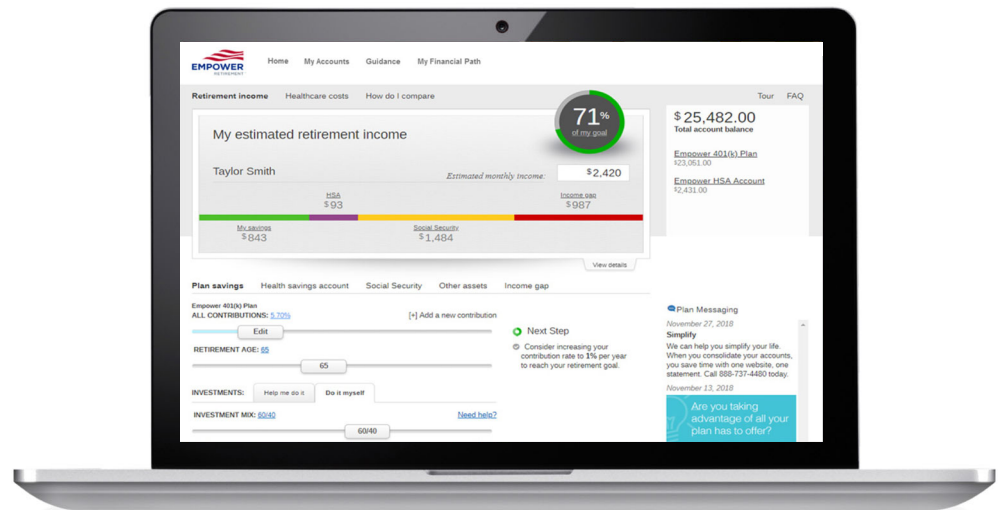 EMPOWER
RETIREMENT
Home My Accounts Guidance My Financial Path
Retirement income Healthcare costs How do I compare
Tour FAQ
My estimated retirement income
71%
of my goal
Taylor Smith
Estimated monthly income:
$2,420
HSA
$93
Income gap
$987
My savings
$843
Social Security
$1,484
View details
$25,482.00
Total account balance
Empower 401(k) Plan
$23,051.00
Empower HSA Account
$2,431.00
Plan savings Health savings account Social Security Other assets Income gap
Empower 401(k) Plan
ALL CONTRIBUTIONS: 5.70%
[+] Add a new contribution
Edit
RETIREMENT AGE: 65
65
INVESTMENTS: Help me do it Do it myself
INVESTMENT MIX: 60/40
Need help?
60/40
Next Step
Consider increasing your
contribution rate to 1% per year
to reach your retirement goal.
Plan Messaging
November 27, 2018
Simplify
We can help you simplify your life.
When you consolidate your accounts,
you save time with one website, one
statement. Call 888-737-4480 today.
November 13, 2018
Are you taking
advantage of all your
plan has to offer?